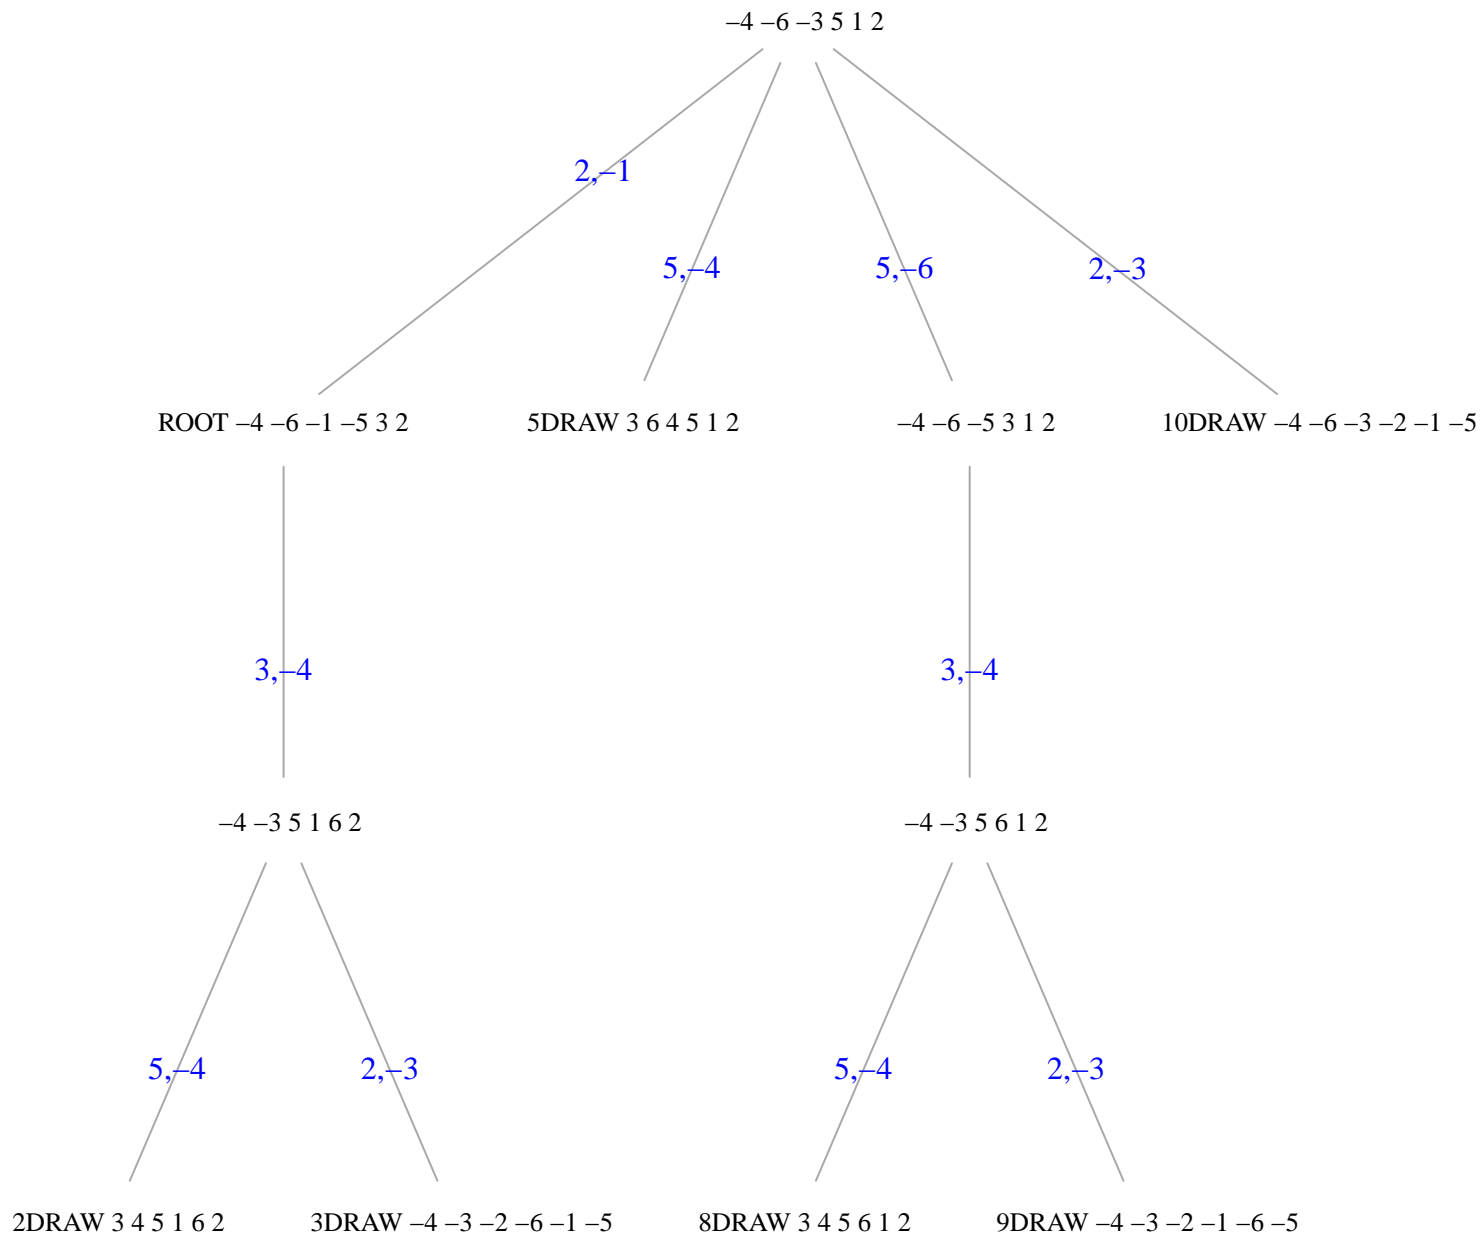 –4 –6 –3 5 1 2
2,–1
5,–4
5,–6
2,–3
ROOT –4 –6 –1 –5 3 2
5DRAW 3 6 4 5 1 2
–4 –6 –5 3 1 2
10DRAW –4 –6 –3 –2 –1 –5
3,–4
3,–4
–4 –3 5 1 6 2
–4 –3 5 6 1 2
5,–4
2,–3
5,–4
2,–3
2DRAW 3 4 5 1 6 2
3DRAW –4 –3 –2 –6 –1 –5
8DRAW 3 4 5 6 1 2
9DRAW –4 –3 –2 –1 –6 –5